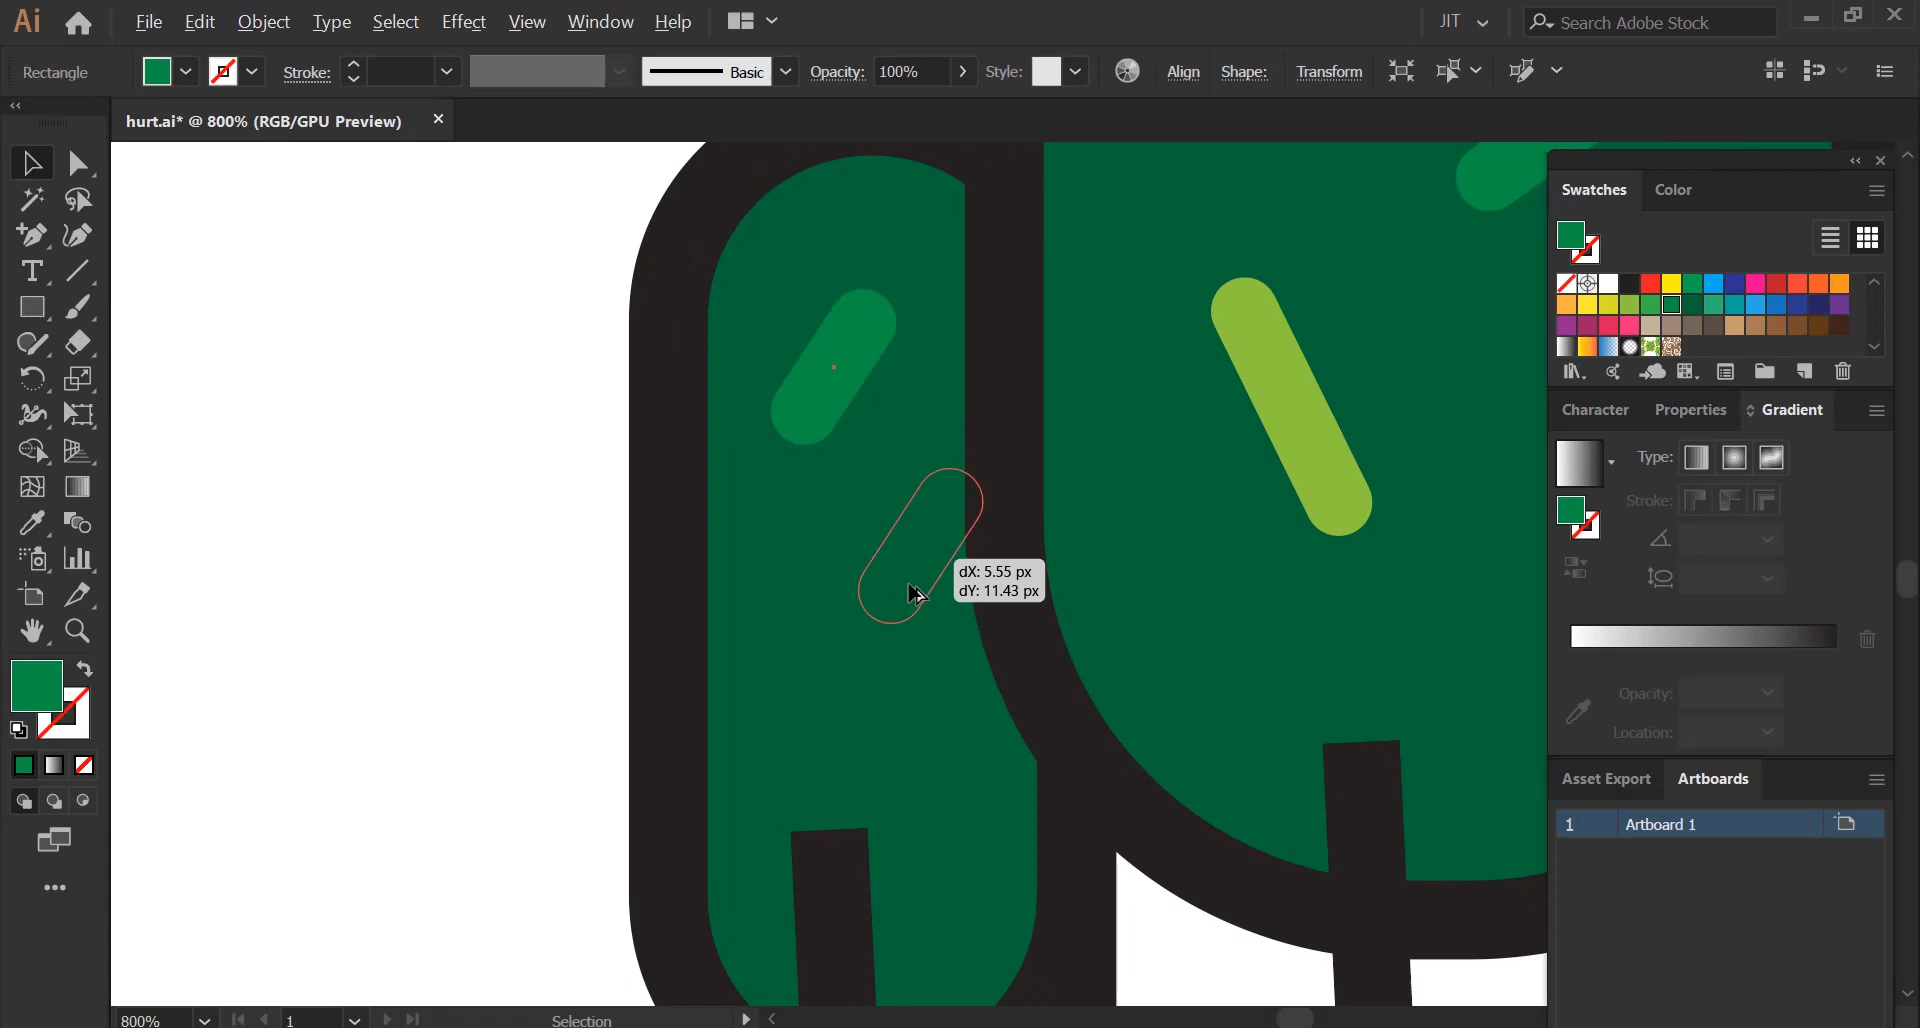 Ai File Edit Object Type Select Effect View Window Help JIT Search Adobe Stock
Rectangle Stroke: Basic Opacity: 100% Style: Align Shape: Transform
hurt.ai* @ 800% (RGB/GPU Preview)
Swatches Color
Character Properties Gradient
Type:
Stroke:
dX: 5.55 px
dY: 11.43 px
Opacity:
Location:
Asset Export Artboards
1 Artboard 1
800% 1 Selection